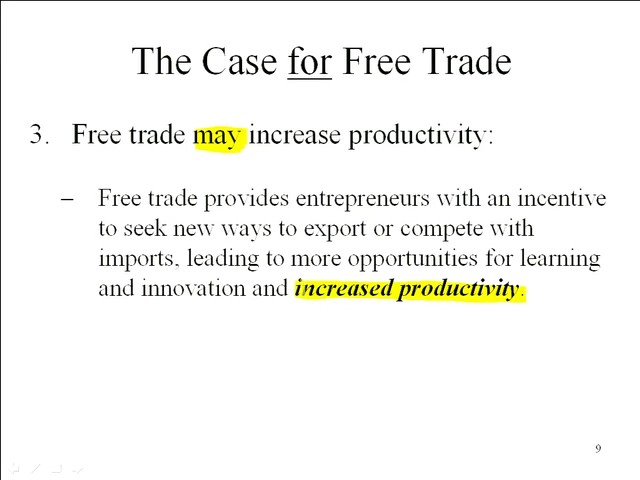 The Case for Free Trade
3. Free trade may increase productivity:
– Free trade provides entrepreneurs with an incentive
to seek new ways to export or compete with
imports, leading to more opportunities for learning
and innovation and increased productivity.
9